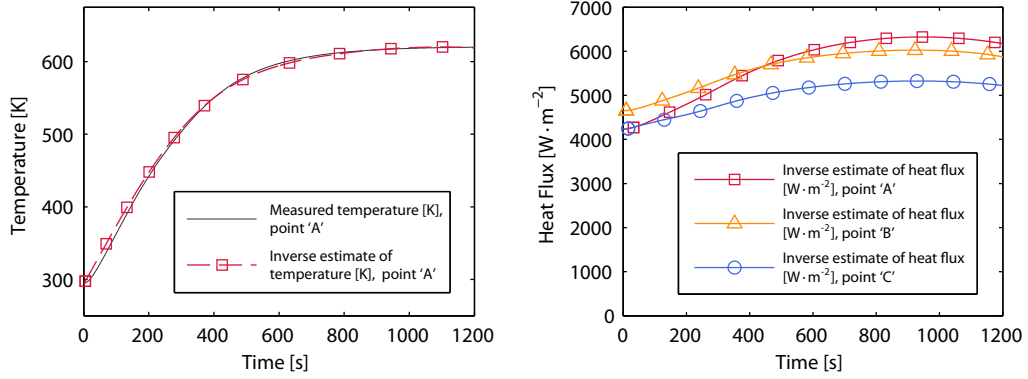 Temperature [K]
600
500
400
300
0
200
400
600
800
1000
1200
Time [s]
Measured temperature [K],
point ‘A’
Inverse estimate of
temperature [K], point ‘A’
Heat Flux [W·m⁻²]
7000
6000
5000
4000
3000
2000
1000
0
0
200
400
600
800
1000
1200
Time [s]
Inverse estimate of heat flux
[W·m⁻²], point ‘A’
Inverse estimate of heat flux
[W·m⁻²], point ‘B’
Inverse estimate of heat flux
[W·m⁻²], point ‘C’